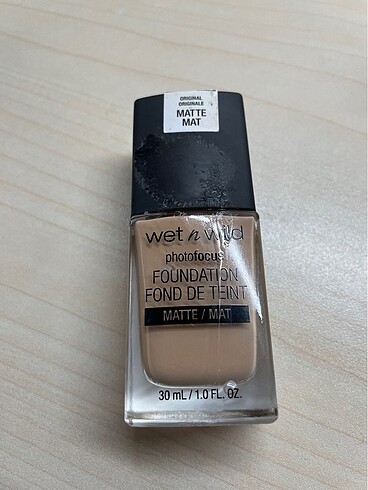 ORIGINAL
ORIGINALE
MATTE
MAT
wet n wild
photofocus
FOUNDATION
FOND DE TEINT
MATTE / MAT
30 mL / 1.0 FL. OZ.